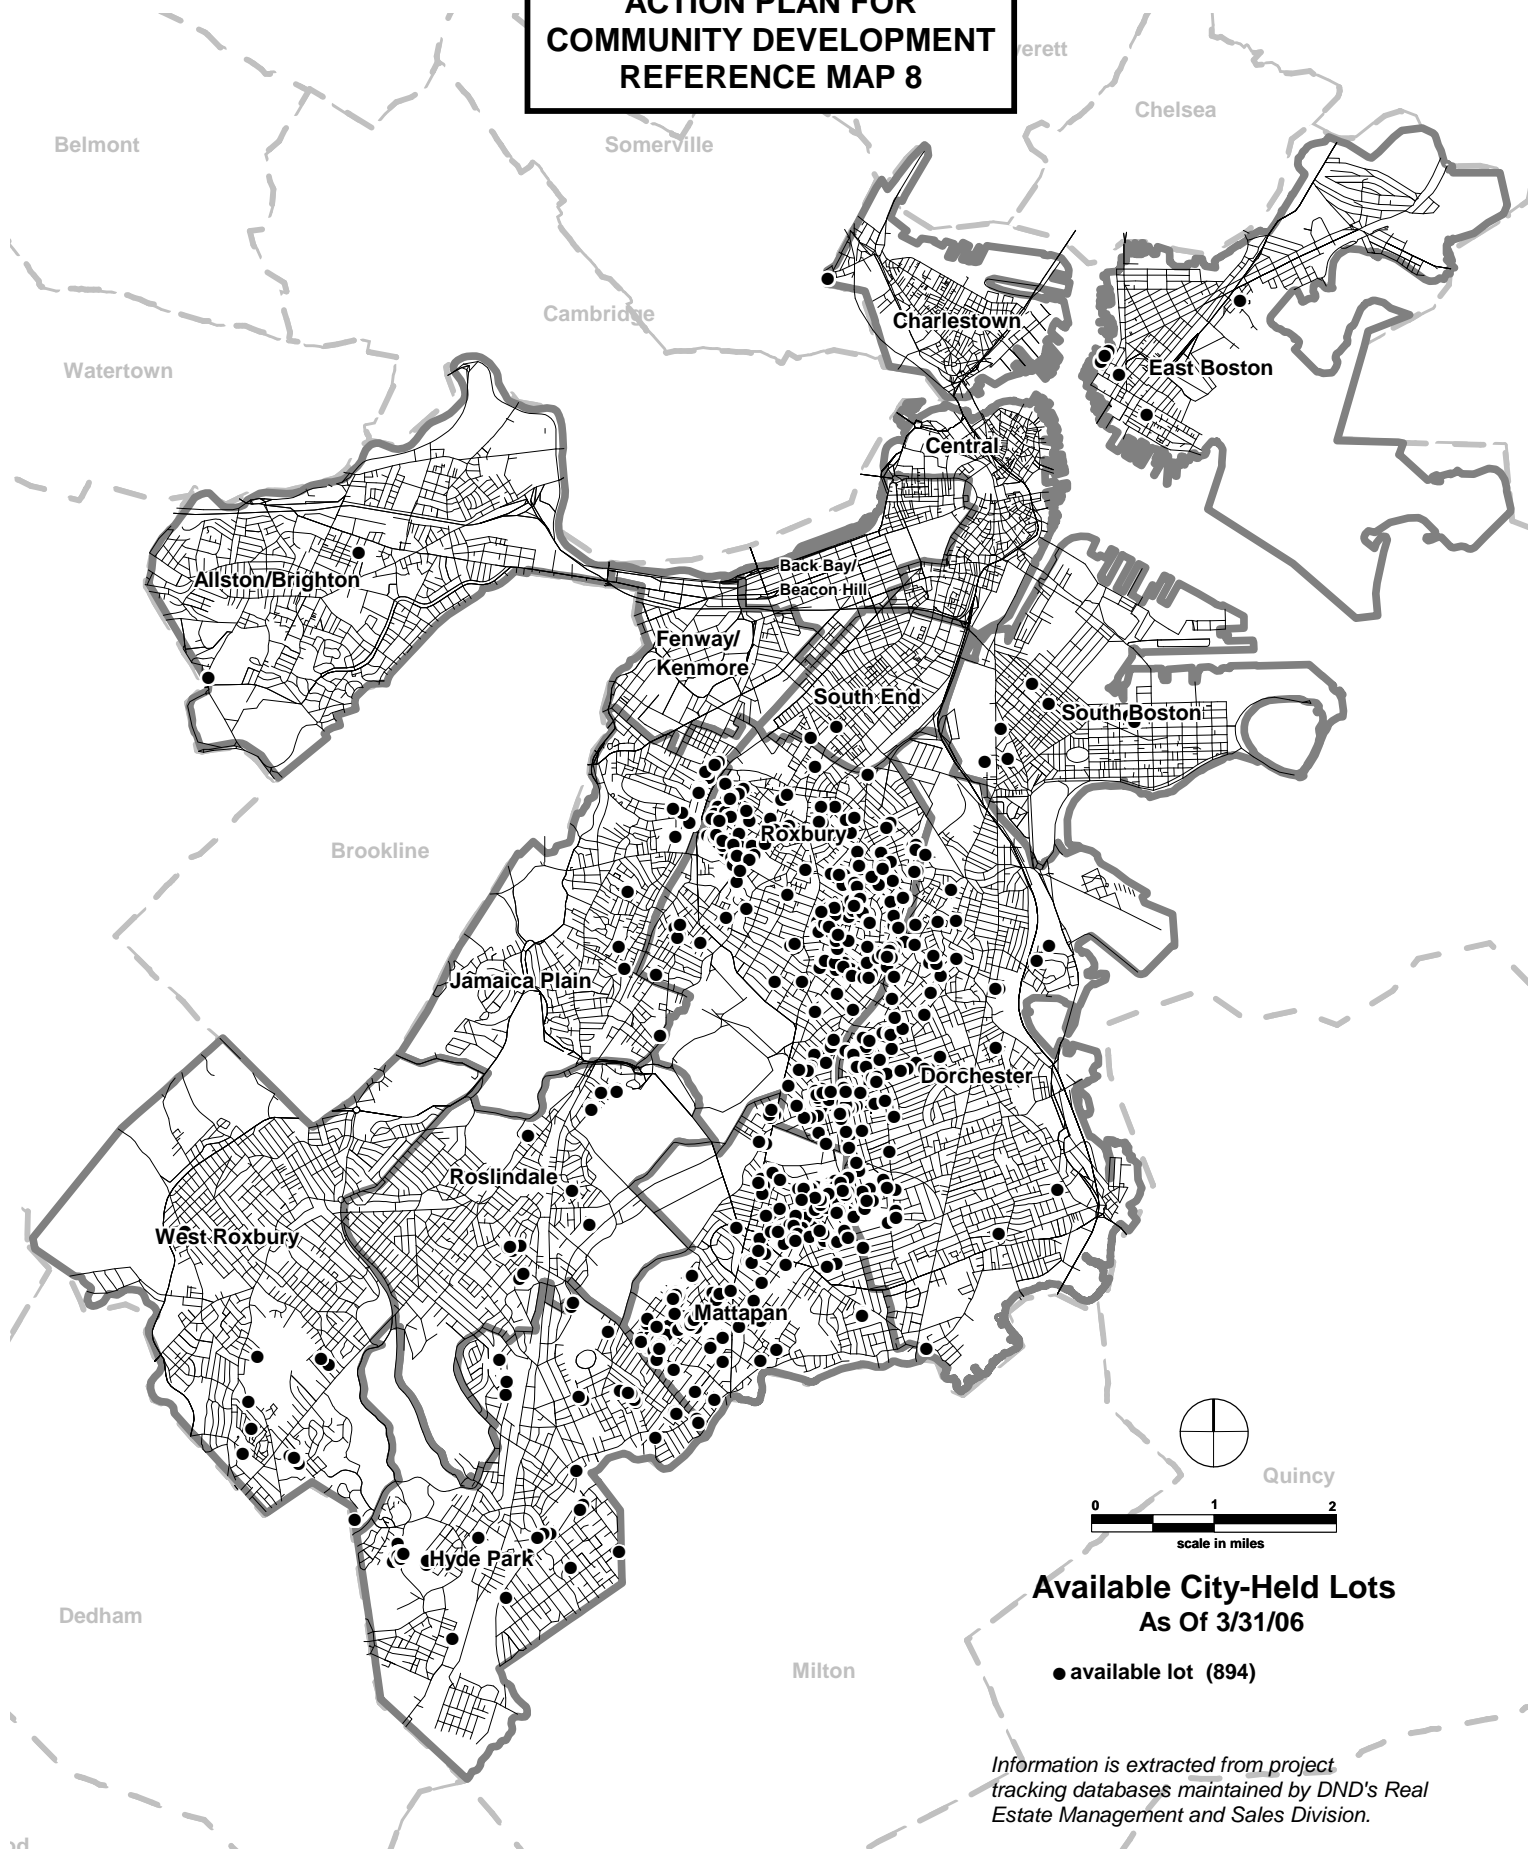 ACTION PLAN FOR
COMMUNITY DEVELOPMENT
REFERENCE MAP 8
Chelsea
Belmont
Somerville
Cambridge
Charlestown
Watertown
East Boston
Central
Back Bay/
Beacon Hill
Allston/Brighton
Fenway/
Kenmore
South End
South Boston
Roxbury
Brookline
Jamaica Plain
Dorchester
Roslindale
West Roxbury
Mattapan
Quincy
0 1 2
scale in miles
Hyde Park
Available City-Held Lots
As Of 3/31/06
Dedham
Milton
available lot (894)
Information is extracted from project
tracking databases maintained by DND's Real
Estate Management and Sales Division.